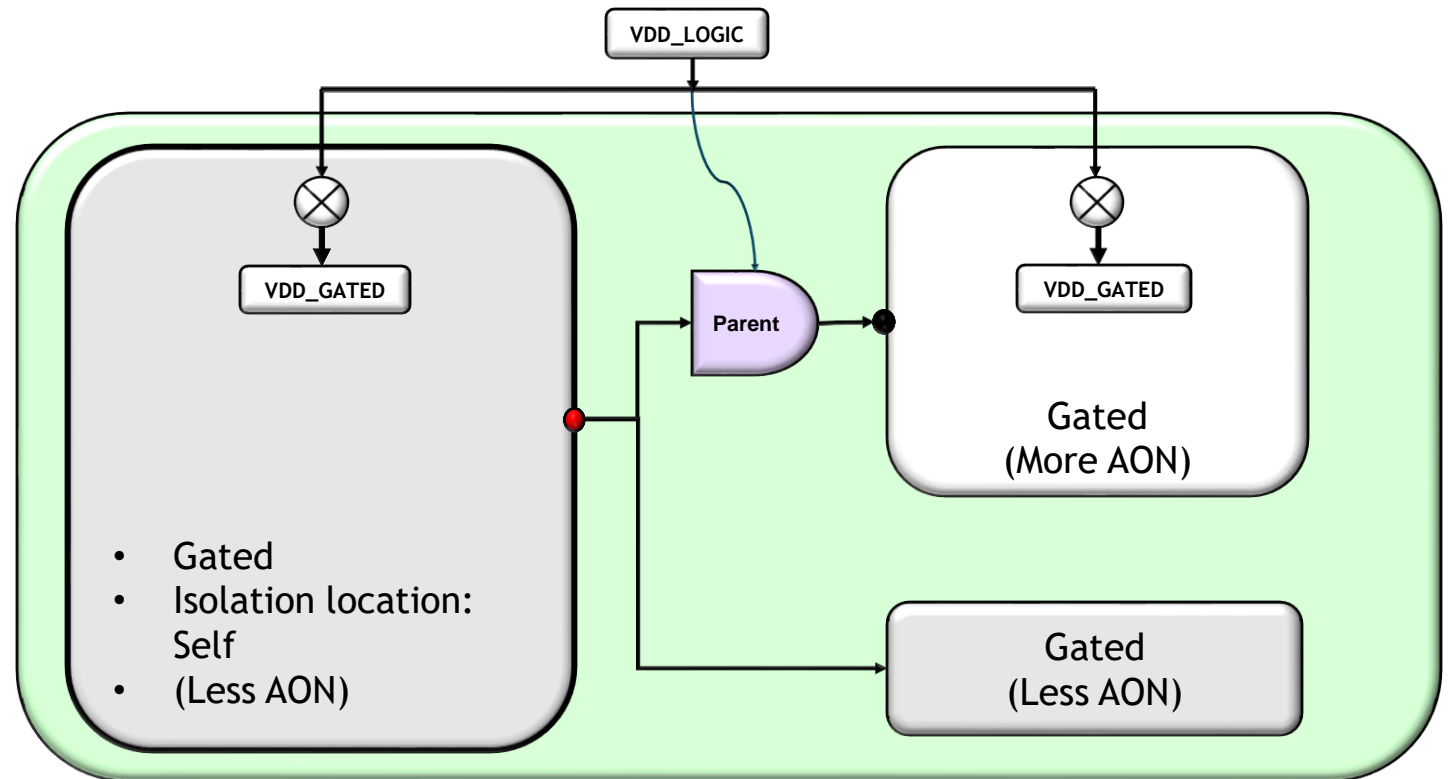 VDD_LOGIC
VDD_GATED
• Gated
• Isolation location:
Self
• (Less AON)
Parent
VDD_GATED
Gated
(More AON)
Gated
(Less AON)